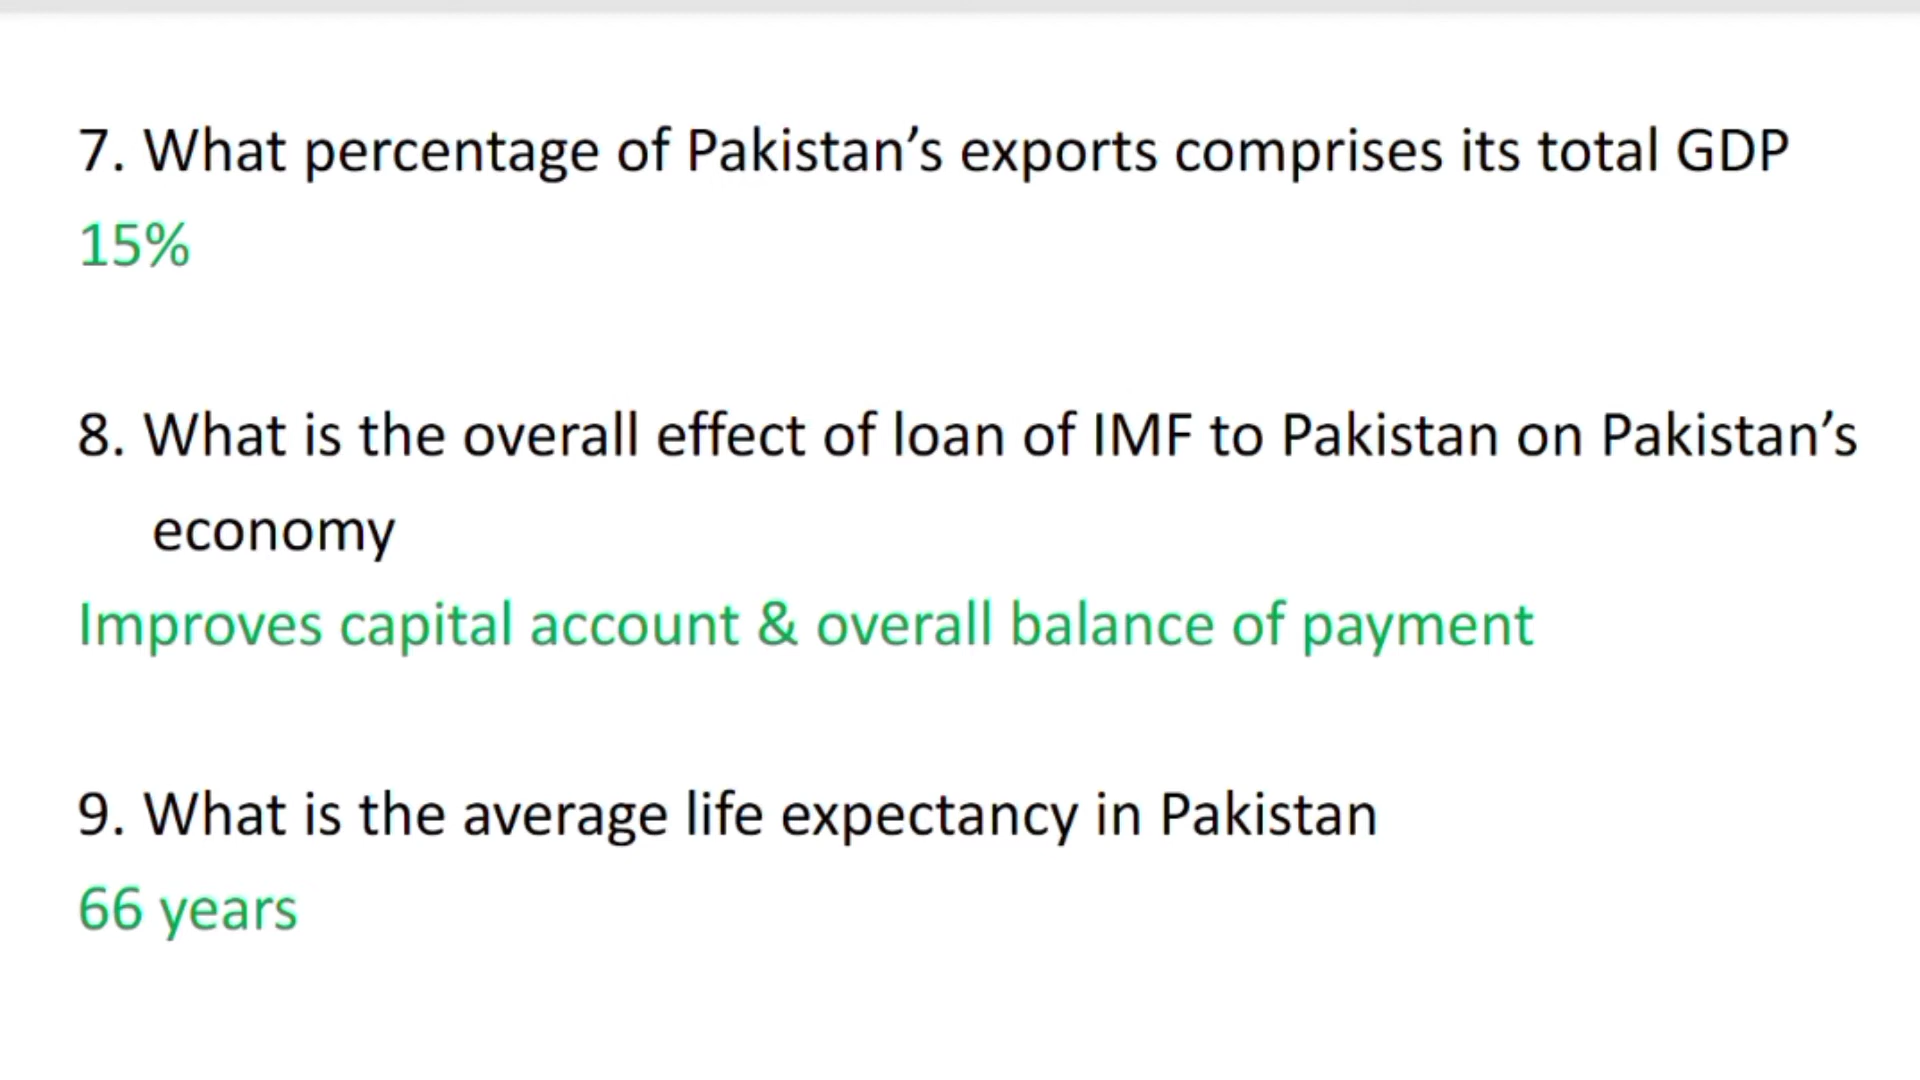 7. What percentage of Pakistan’s exports comprises its total GDP
15%
8. What is the overall effect of loan of IMF to Pakistan on Pakistan’s
economy
Improves capital account & overall balance of payment
9. What is the average life expectancy in Pakistan
66 years